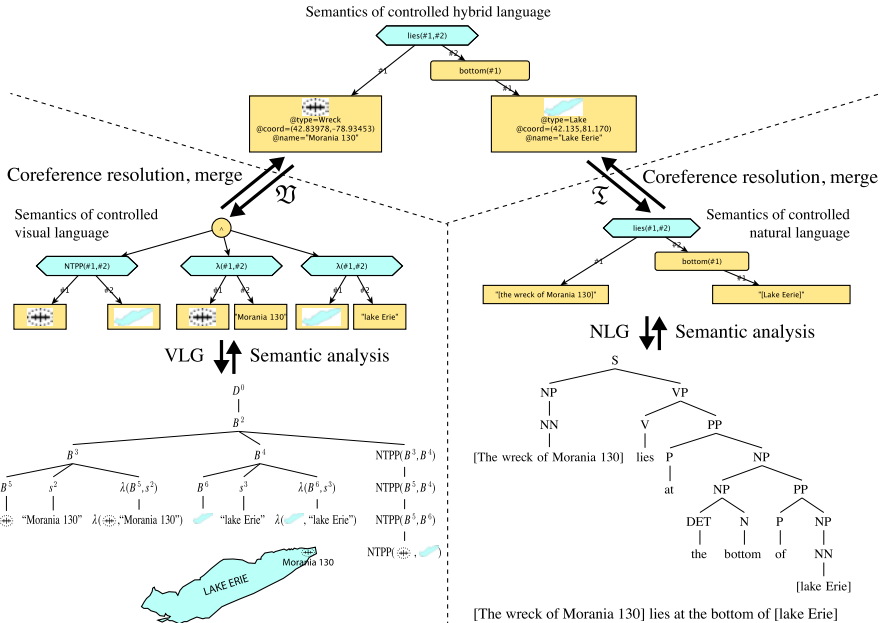 Semantics of controlled hybrid language
lies(#1,#2)
#1
#2
bottom(#1)
#1
@type=Wreck
@coord=(42.83978,-78.93453)
@name="Morania 130"
@type=Lake
@coord=(42.135,81.170)
@name="Lake Eerie"
Coreference resolution, merge
𝔙
𝔗
Coreference resolution, merge
Semantics of controlled
visual language
^
NTPP(#1,#2)
λ(#1,#2)
λ(#1,#2)
#1 #2
#1 #2
#1 #2
"Morania 130"
"lake Erie"
Semantics of controlled
natural language
lies(#1,#2)
#1
#2
bottom(#1)
#1
"[the wreck of Morania 130]"
"[Lake Eerie]"
VLG
Semantic analysis
NLG
Semantic analysis
D⁰
B²
B³ B⁴ NTPP(B³,B⁴)
B⁵ s² λ(B⁵,s²) B⁶ s³ λ(B⁶,s³) NTPP(B⁵,B⁴)
“Morania 130” λ( ,“Morania 130”) “lake Erie” λ( , “lake Erie”) NTPP(B⁵,B⁶)
NTPP( , )
LAKE ERIE
Morania 130
S
NP VP
NN V PP
[The wreck of Morania 130] lies P NP
at NP PP
DET N P NP
the bottom of NN
[lake Erie]
[The wreck of Morania 130] lies at the bottom of [lake Erie]